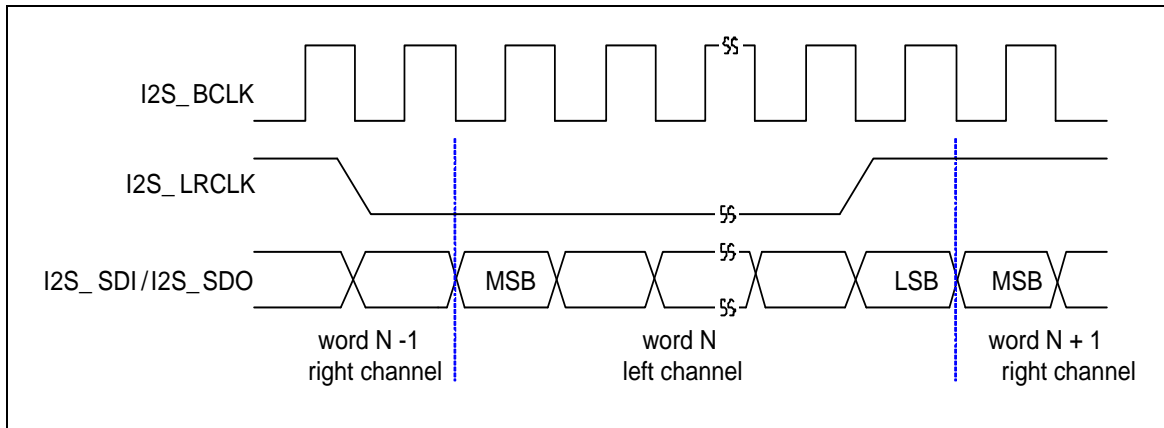 I2S_BCLK
I2S_LRCLK
I2S_SDI/I2S_SDO
MSB
LSB
MSB
word N -1
right channel
word N
left channel
word N + 1
right channel